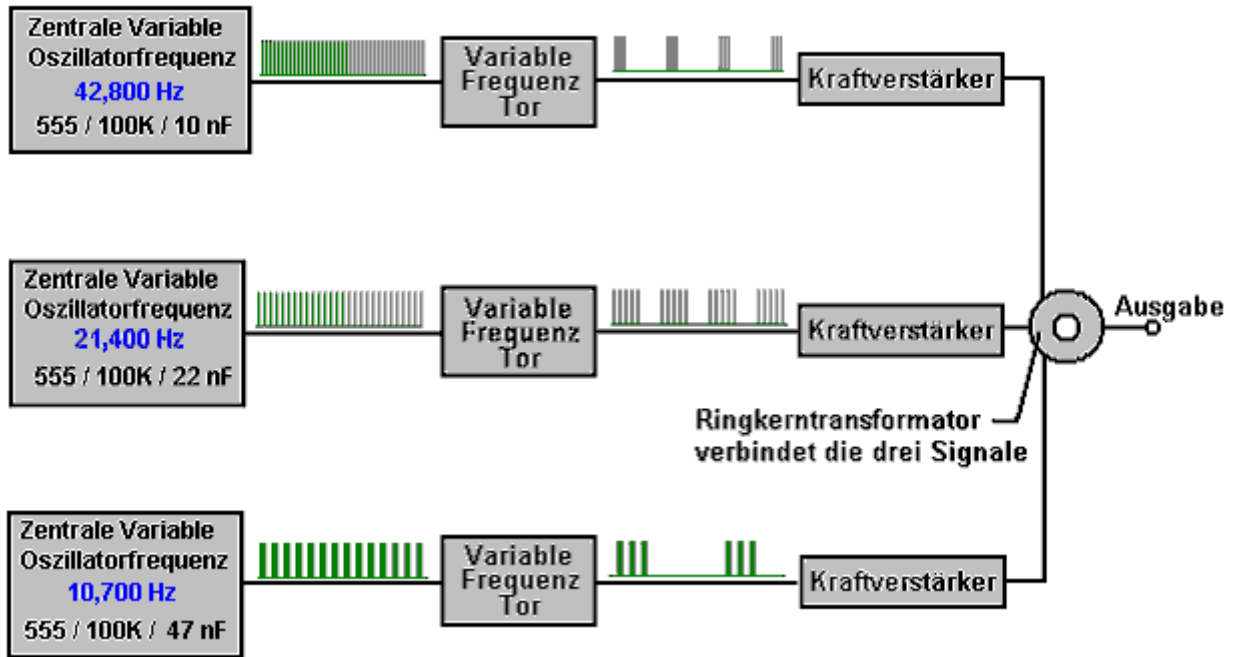 Zentrale Variable
Oszillatorfrequenz
42,800 Hz
555 / 100K / 10 nF
Variable
Frequenz
Tor
Kraftverstärker
Zentrale Variable
Oszillatorfrequenz
21,400 Hz
555 / 100K / 22 nF
Variable
Frequenz
Tor
Kraftverstärker
Ausgabe
Ringkerntransformator
verbindet die drei Signale
Zentrale Variable
Oszillatorfrequenz
10,700 Hz
555 / 100K / 47 nF
Variable
Frequenz
Tor
Kraftverstärker